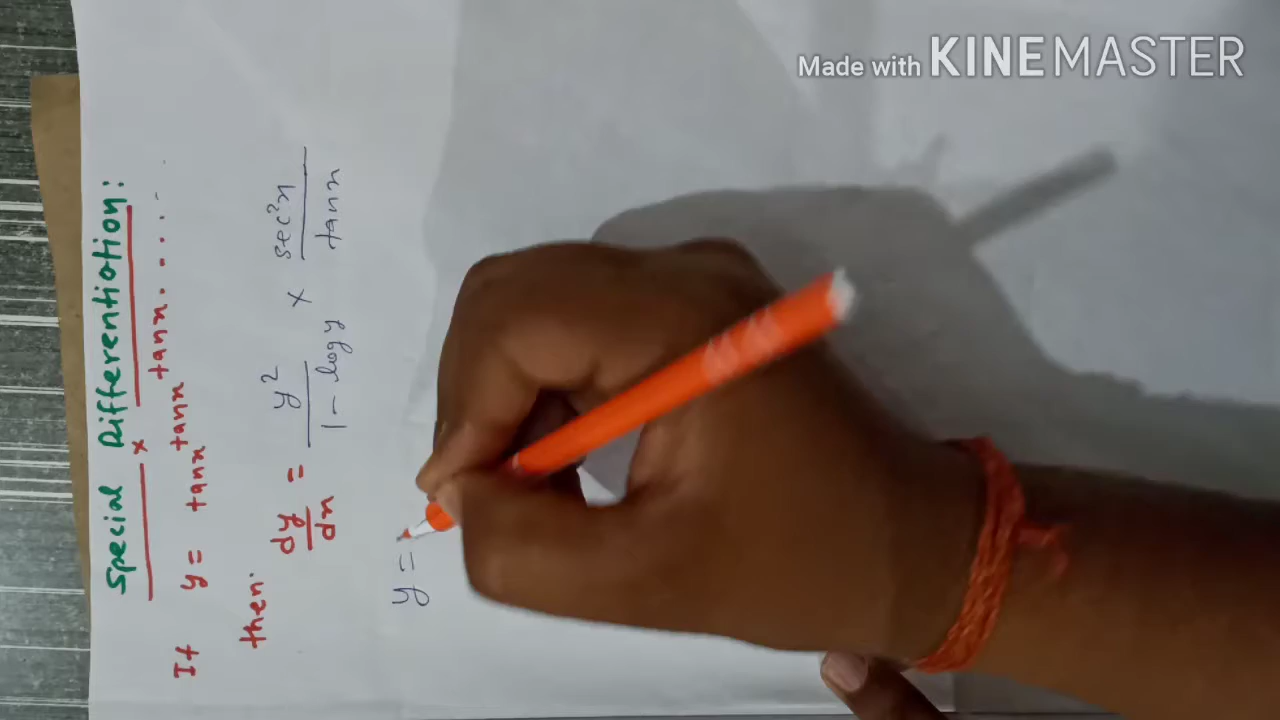 Made with KINEMASTER
Special Differentiation:
If y = tanx^tanx^tanx.....
then:
dy/dx = y²/1 - log y × sec²x/tanx
y =